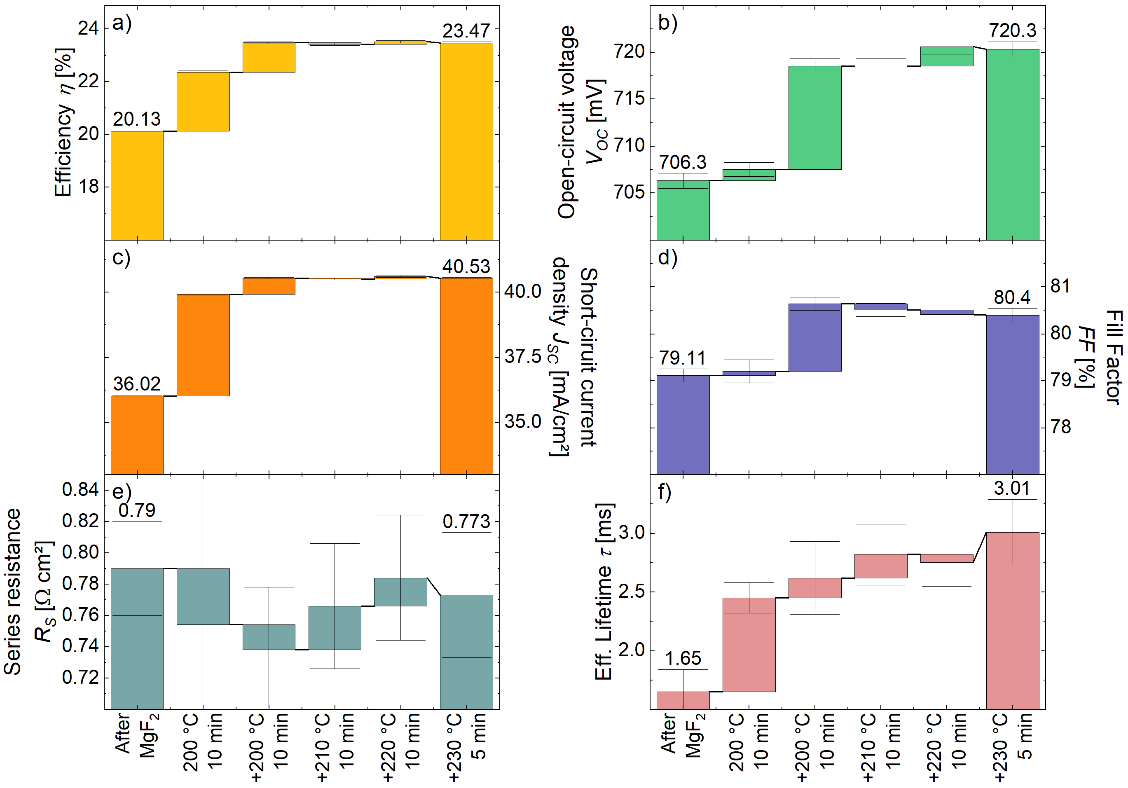 a)
23.47
20.13
24
22
20
18
Efficiency η [%]
b)
720.3
706.3
720
715
710
705
Open-circuit voltage
V_OC [mV]
c)
40.53
36.02
40.0
37.5
35.0
Short-ciruit current
density J_SC [mA/cm²]
d)
80.4
79.11
81
80
79
78
Fill Factor
FF [%]
e)
0.79
0.773
0.84
0.82
0.80
0.78
0.76
0.74
0.72
Series resistance
R_S [Ω cm²]
f)
3.01
1.65
3.0
2.5
2.0
Eff. Lifetime τ [ms]
After
MgF₂
200 °C
10 min
+200 °C
10 min
+210 °C
10 min
+220 °C
10 min
+230 °C
5 min
After
MgF₂
200 °C
10 min
+200 °C
10 min
+210 °C
10 min
+220 °C
10 min
+230 °C
5 min